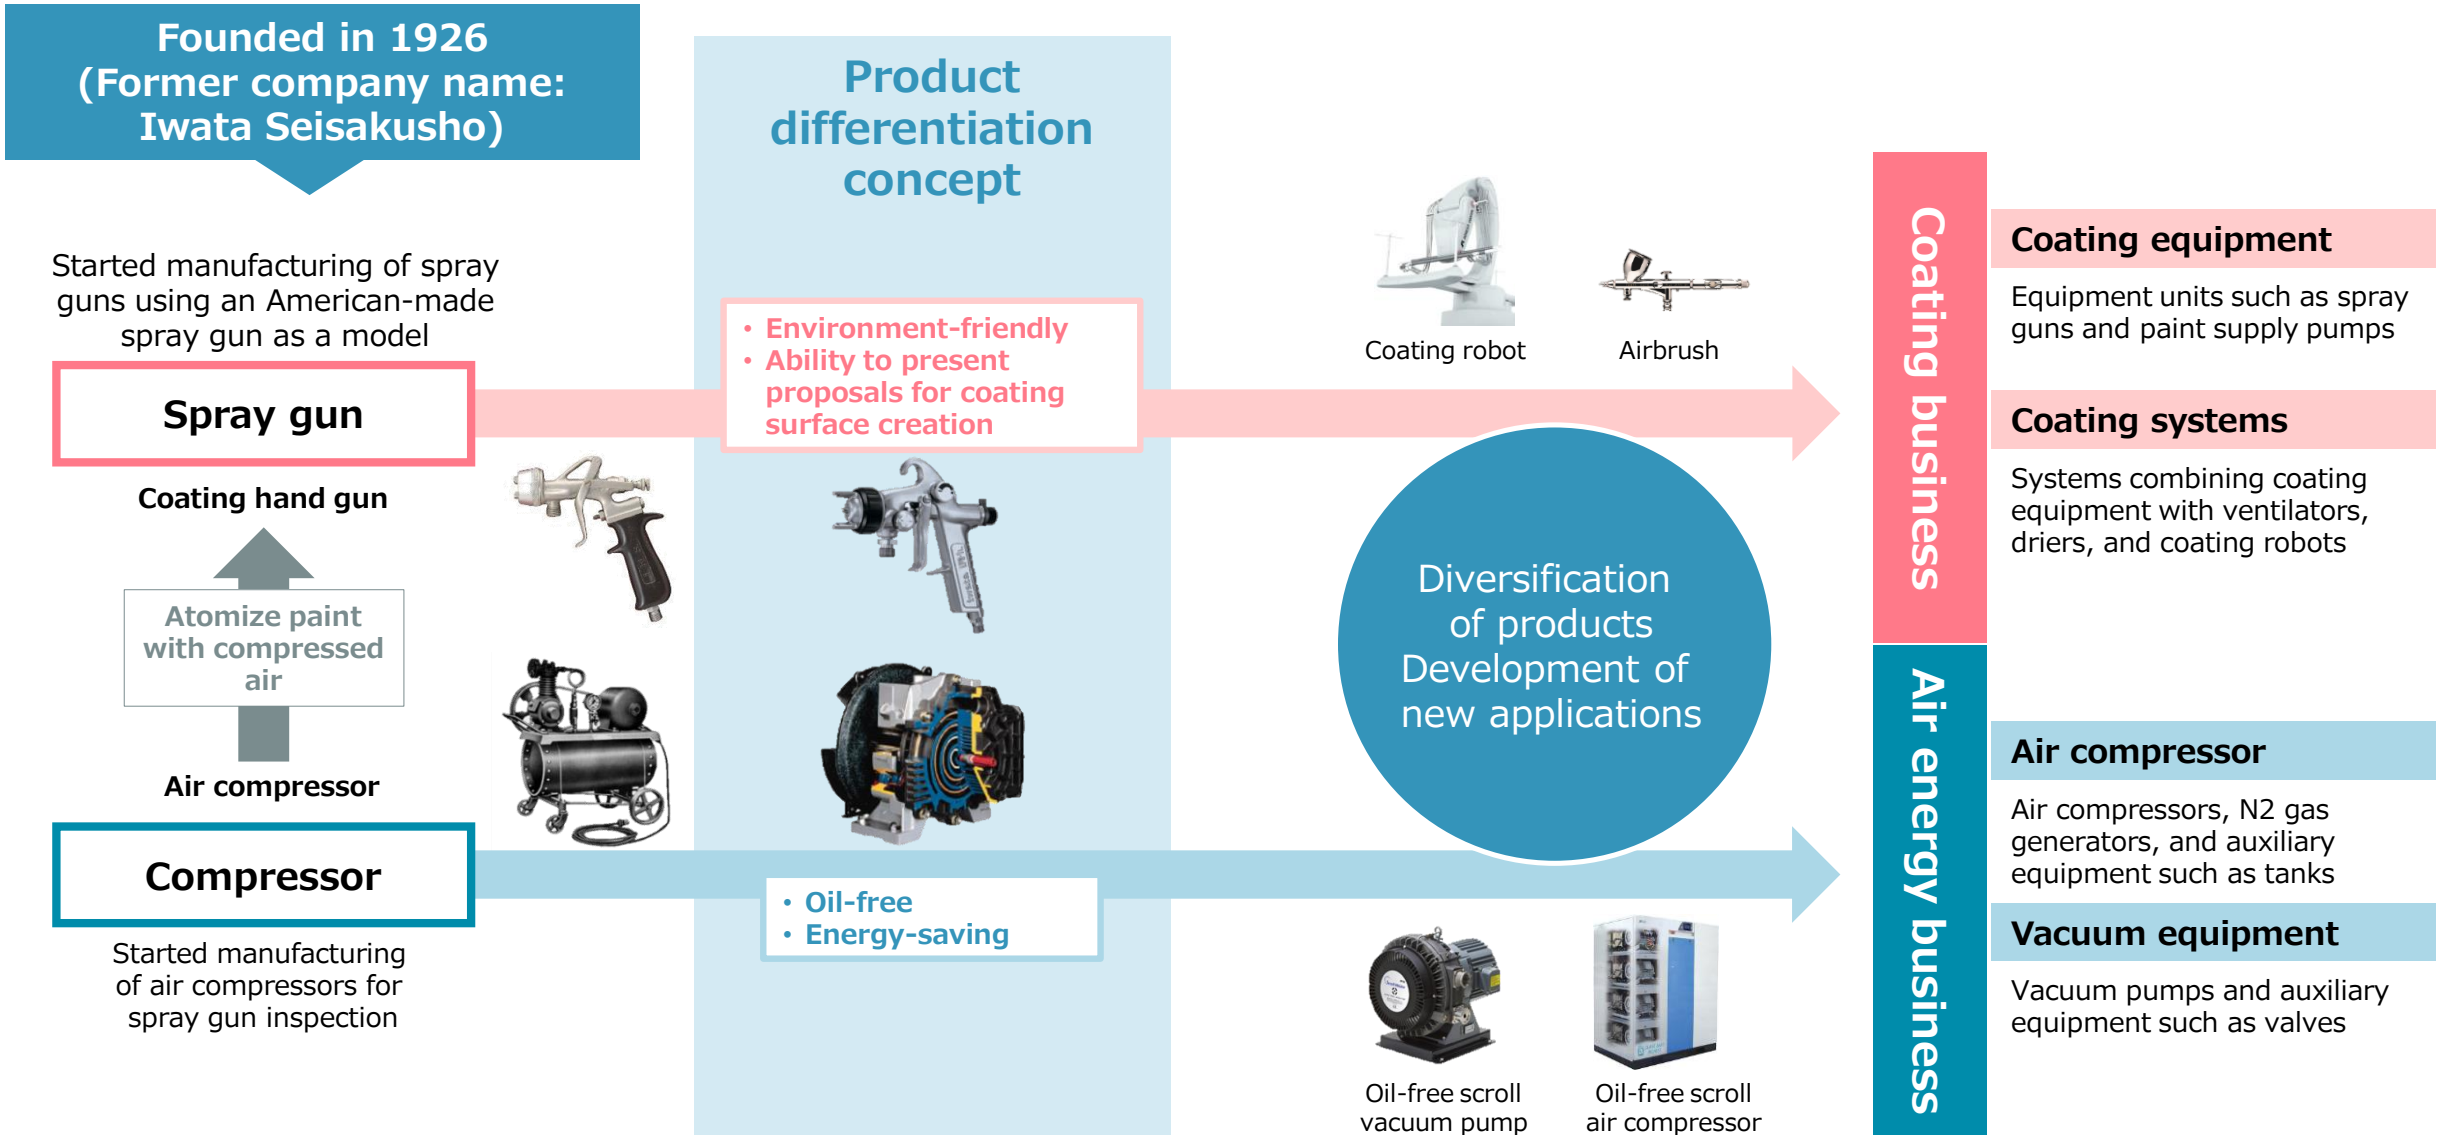 Founded in 1926
(Former company name:
Iwata Seisakusho)
Started manufacturing of spray
guns using an American-made
spray gun as a model
Spray gun
Coating hand gun
Atomize paint
with compressed
air
Air compressor
Compressor
Started manufacturing
of air compressors for
spray gun inspection
Product
differentiation
concept
• Environment-friendly
• Ability to present
proposals for coating
surface creation
• Oil-free
• Energy-saving
Coating robot
Airbrush
Diversification
of products
Development of
new applications
Oil-free scroll
vacuum pump
Oil-free scroll
air compressor
Coating business
Coating equipment
Equipment units such as spray
guns and paint supply pumps
Coating systems
Systems combining coating
equipment with ventilators,
driers, and coating robots
Air energy business
Air compressor
Air compressors, N2 gas
generators, and auxiliary
equipment such as tanks
Vacuum equipment
Vacuum pumps and auxiliary
equipment such as valves